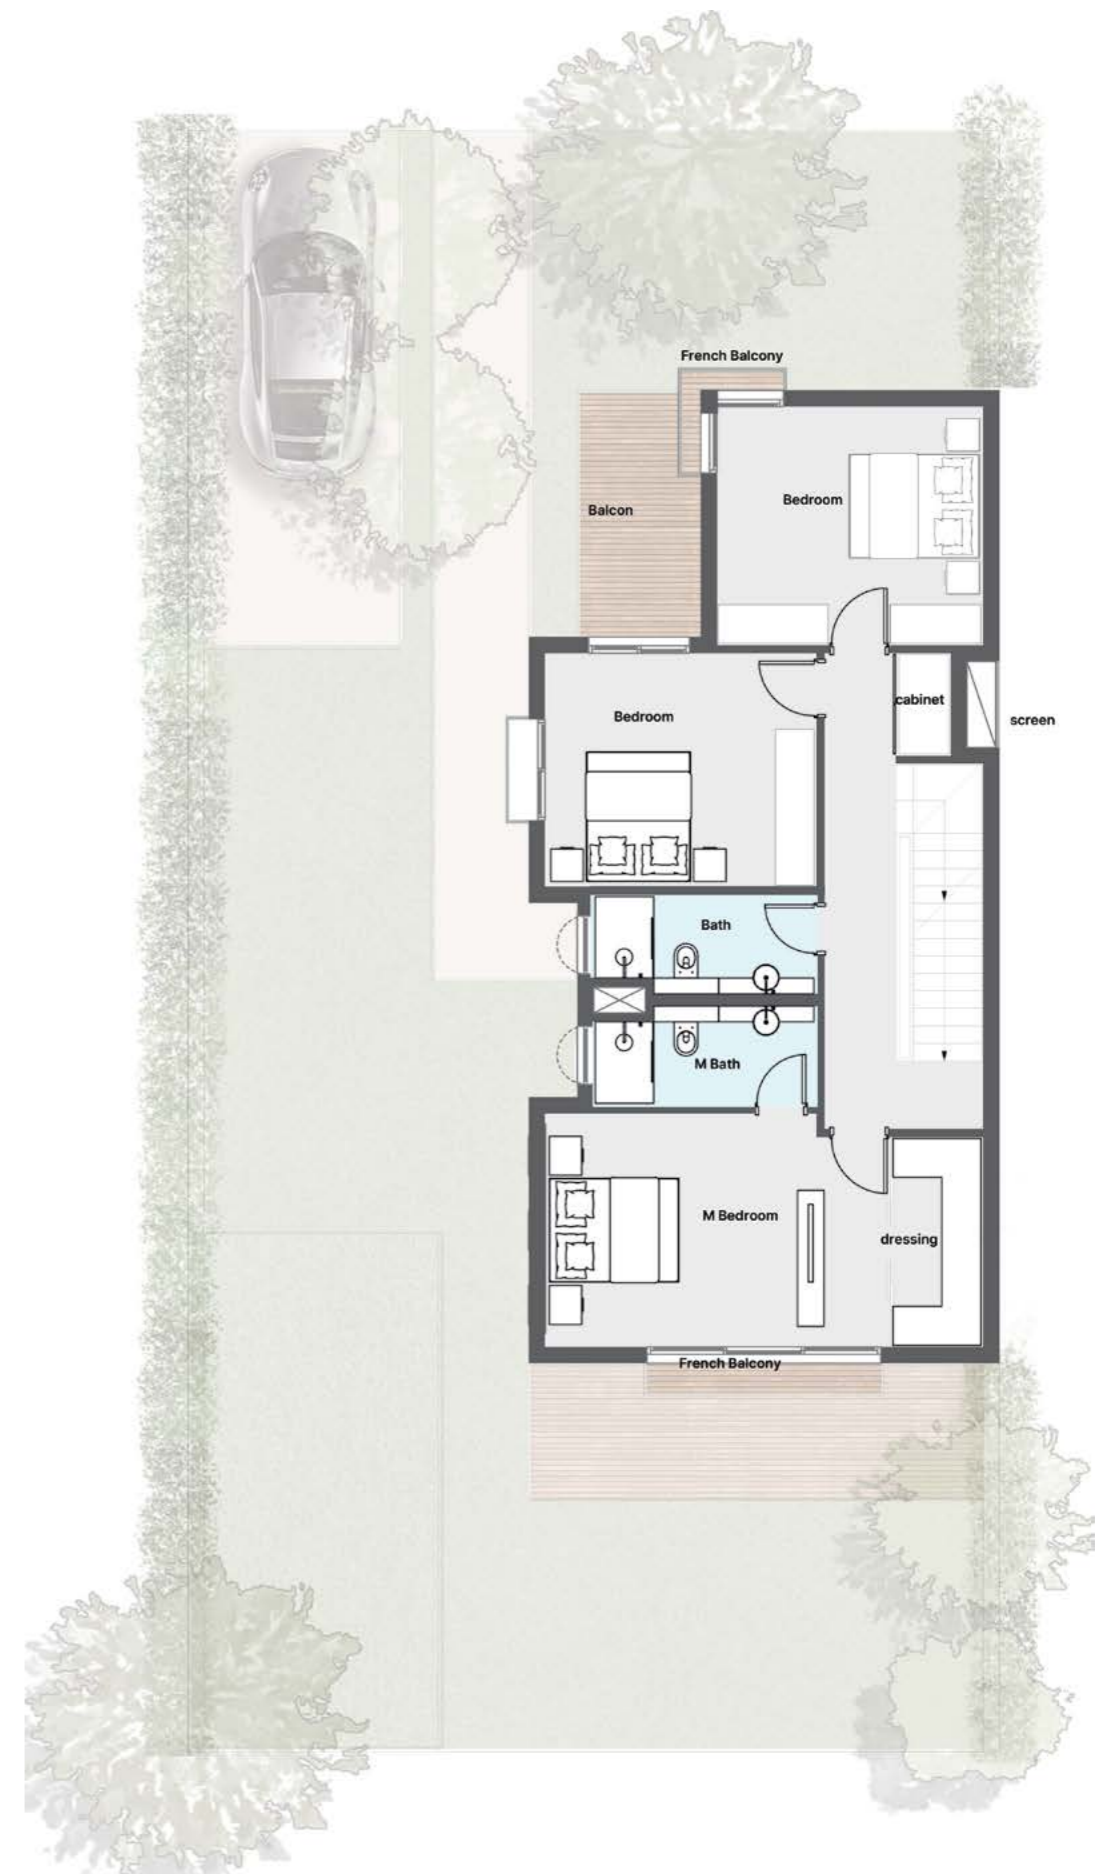 French Balcony
Bedroom
Balcon
cabinet
Bedroom
screen
Bath
M Bath
M Bedroom
dressing
French Balcony